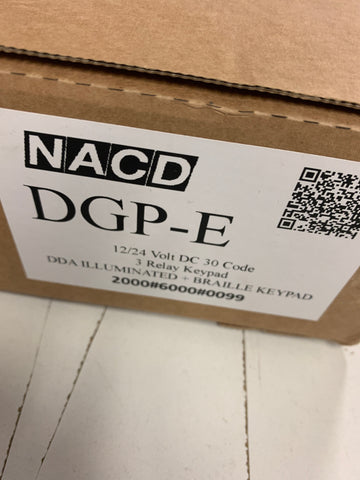 NACD
DGP-E
12/24 Volt DC 30 Code
3 Relay Keypad
DDA ILLUMINATED + BRAILLE KEYPAD
2000#6000#0099